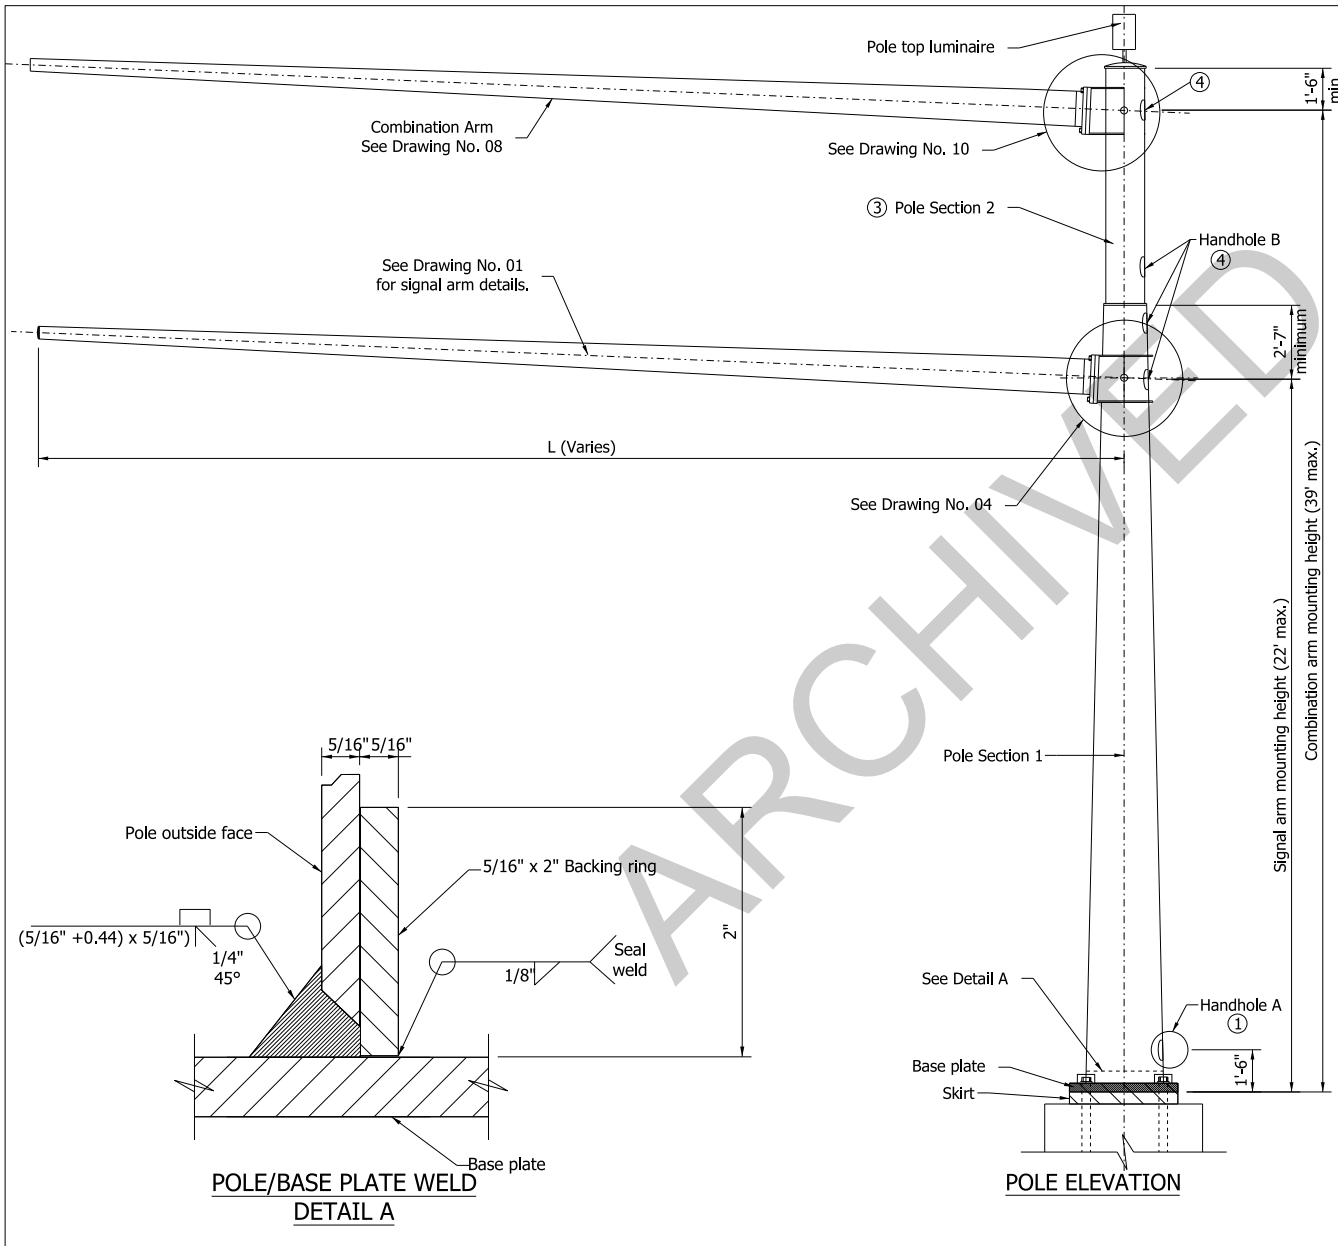 Pole top luminaire
④
1'-6"
min
Combination Arm
See Drawing No. 08
See Drawing No. 10
③ Pole Section 2
Handhole B
④
See Drawing No. 01
for signal arm details.
2'-7"
minimum
L (Varies)
See Drawing No. 04
Signal arm mounting height (22' max.)
Combination arm mounting height (39' max.)
ARCHIVED
Pole Section 1
5/16" 5/16"
Pole outside face
5/16" x 2" Backing ring
(5/16" +0.44) x 5/16")
1/4"
45°
2"
1/8"
Seal
weld
See Detail A
Handhole A
①
Base plate
1'-6"
Skirt
Base plate
POLE/BASE PLATE WELD
DETAIL A
POLE ELEVATION